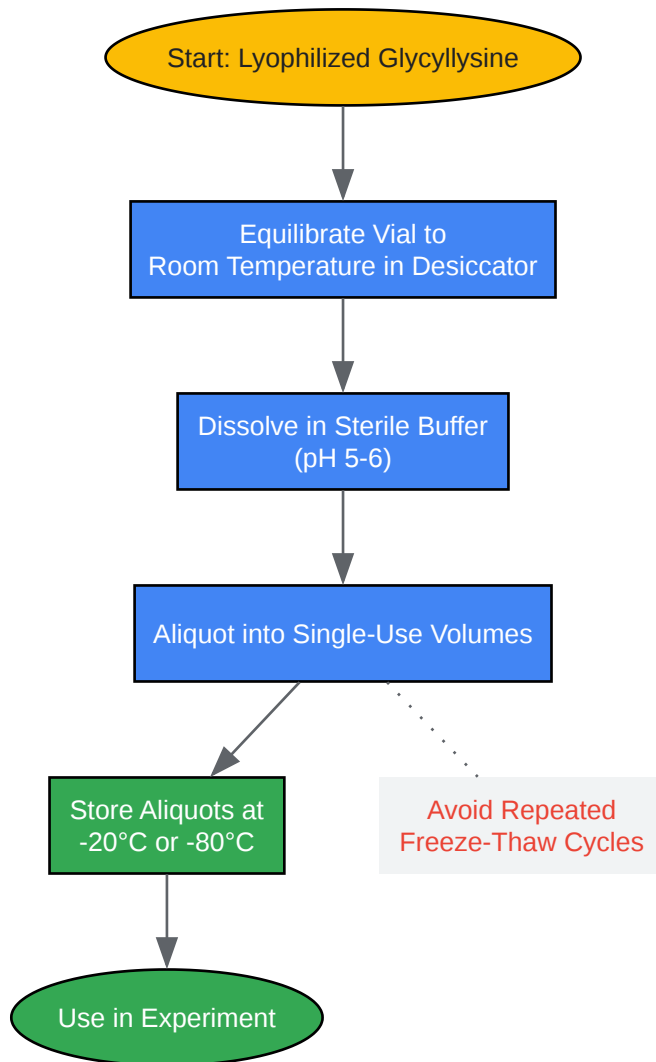 Start: Lyophilized Glycyllysine
Equilibrate Vial to
Room Temperature in Desiccator
Dissolve in Sterile Buffer
(pH 5-6)
Aliquot into Single-Use Volumes
Store Aliquots at
-20°C or -80°C
Avoid Repeated
Freeze-Thaw Cycles
Use in Experiment